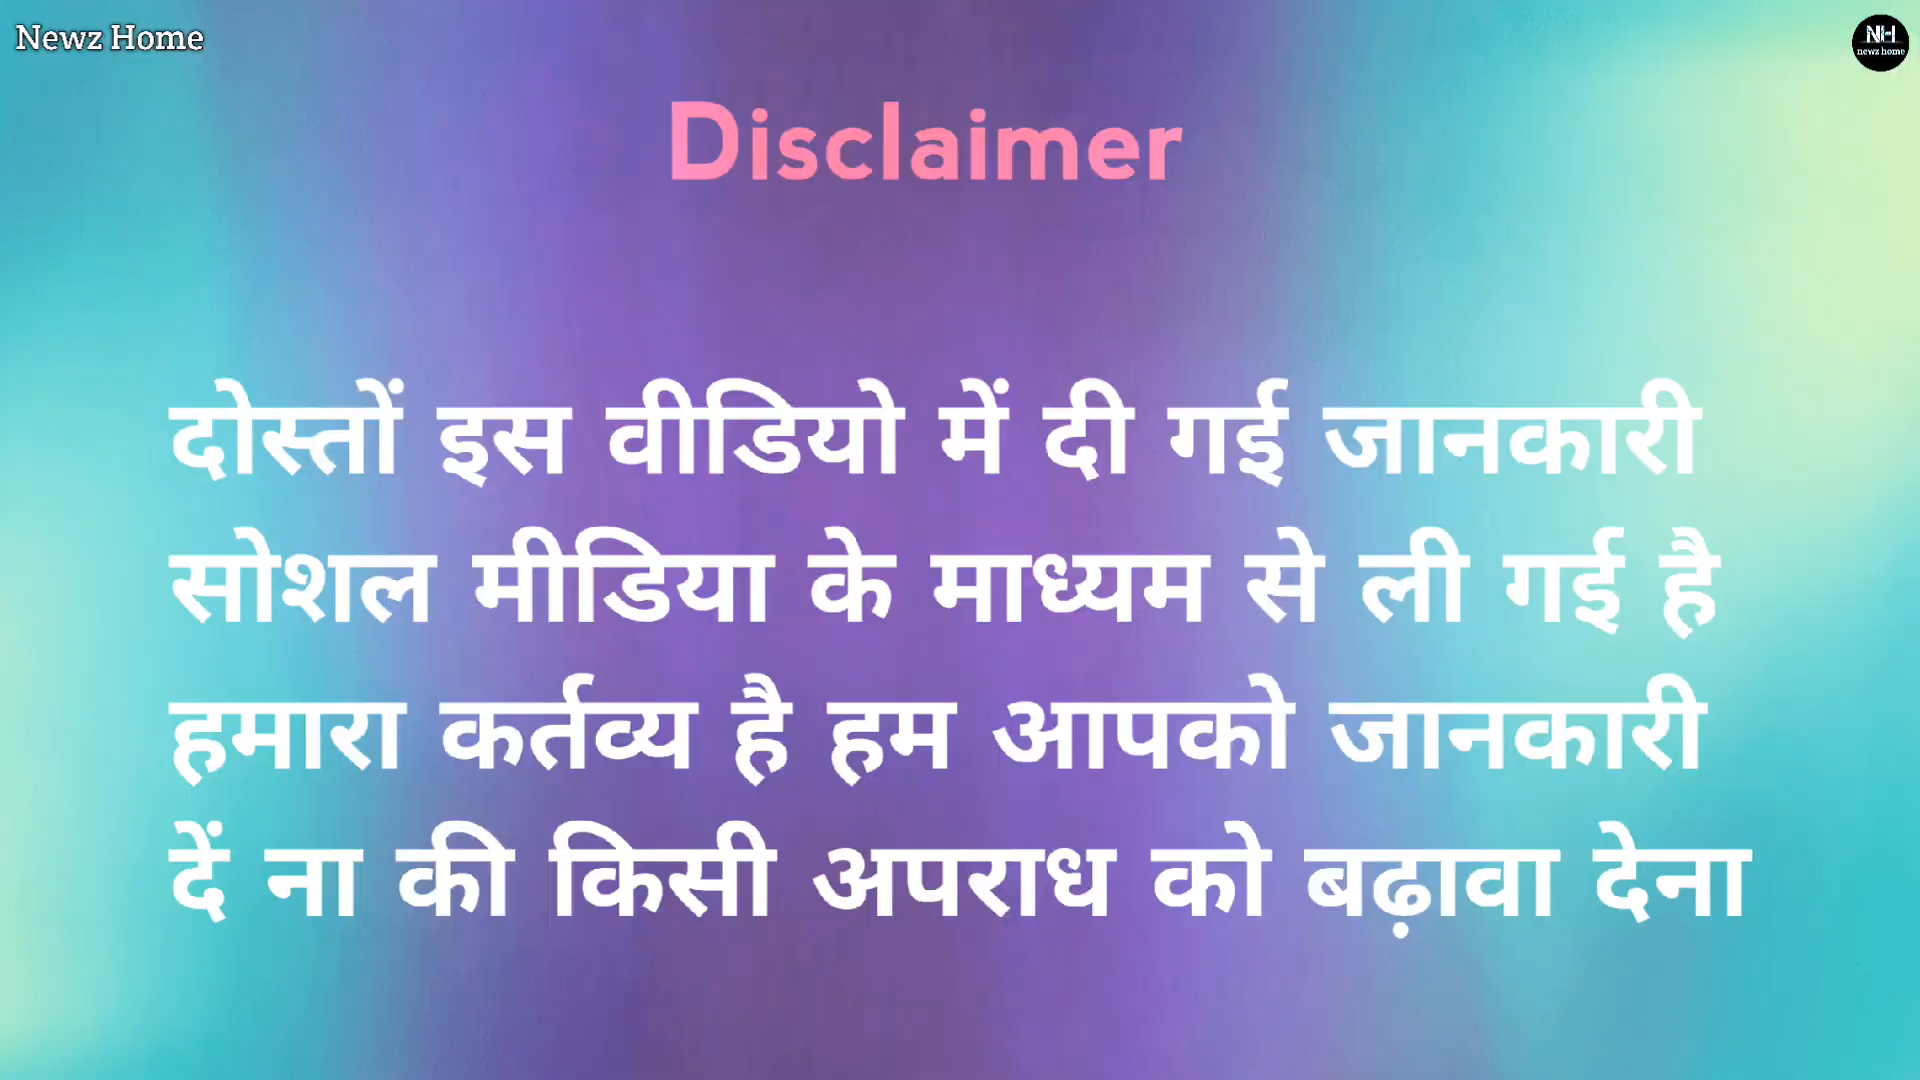 Newz Home
NH
newz home
Disclaimer
दोस्तों इस वीडियो में दी गई जानकारी
सोशल मीडिया के माध्यम से ली गई है
हमारा कर्तव्य है हम आपको जानकारी
दें ना की किसी अपराध को बढ़ावा देना